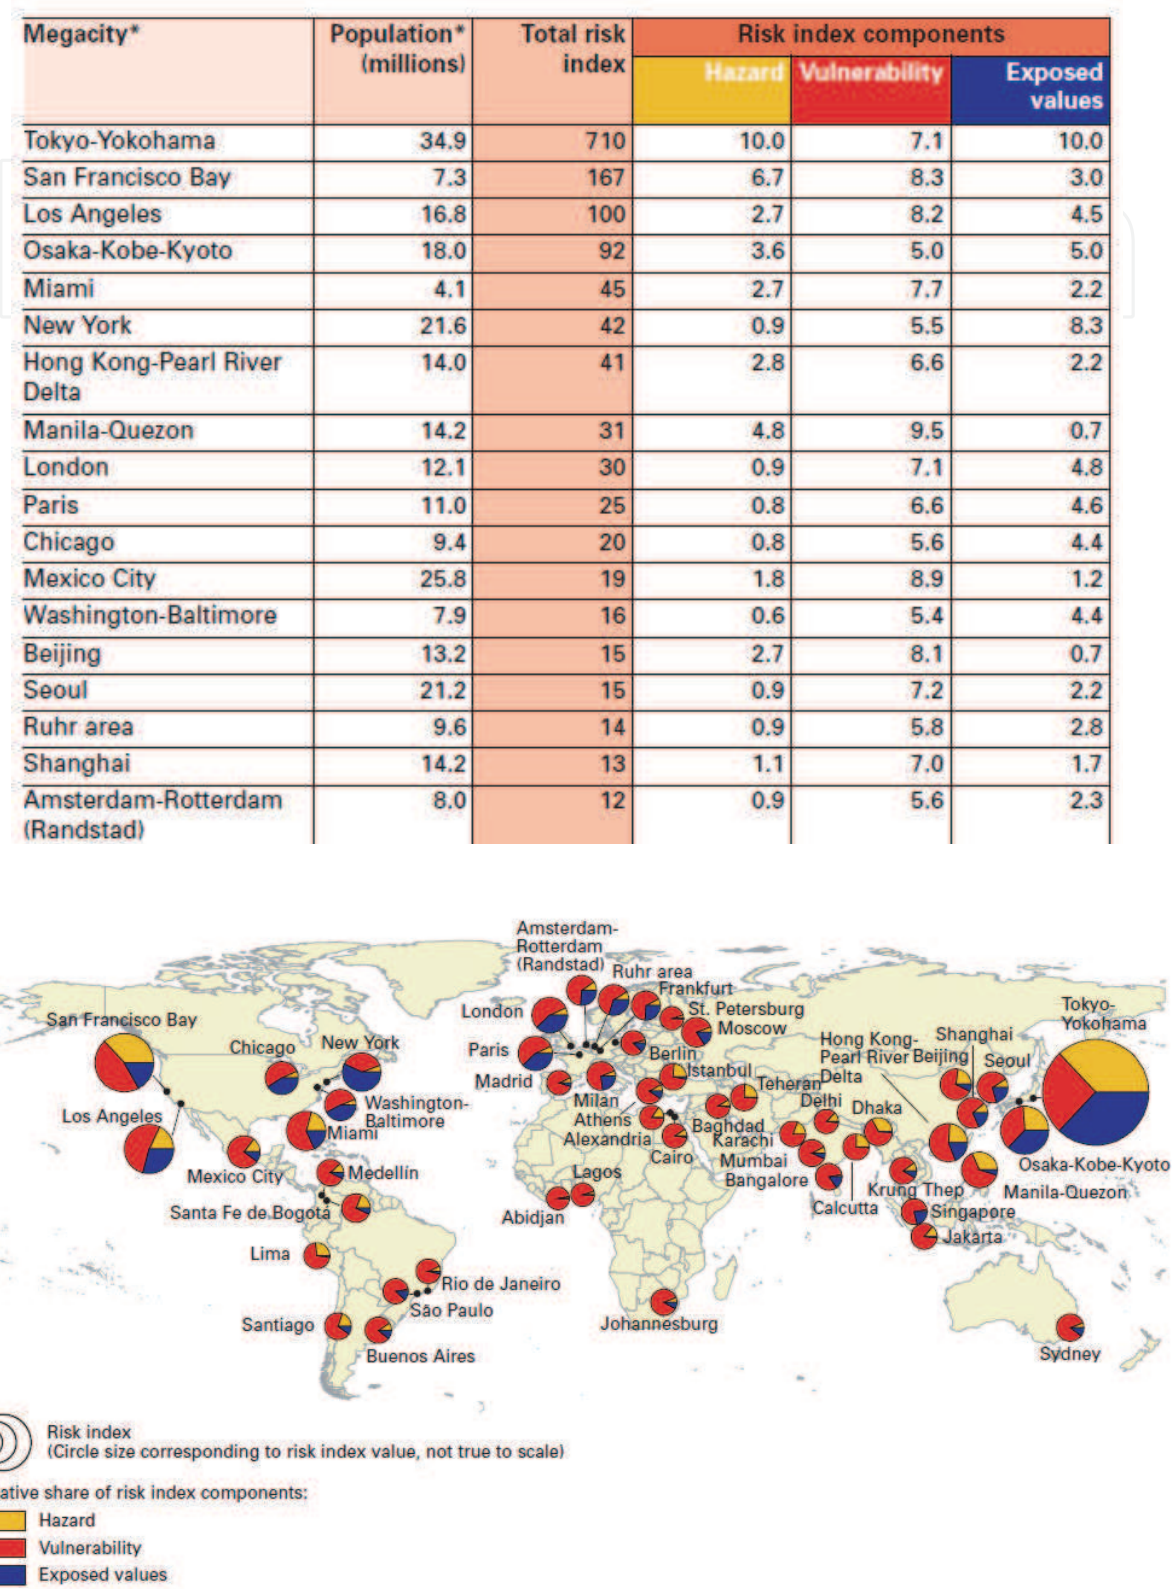 Megacity* Population* Total risk Risk index components
(millions) index Hazard Vulnerability Exposed
values
Tokyo-Yokohama 34.9 710 10.0 7.1 10.0
San Francisco Bay 7.3 167 6.7 8.3 3.0
Los Angeles 16.8 100 2.7 8.2 4.5
Osaka-Kobe-Kyoto 18.0 92 3.6 5.0 5.0
Miami 4.1 45 2.7 7.7 2.2
New York 21.6 42 0.9 5.5 8.3
Hong Kong-Pearl River 14.0 41 2.8 6.6 2.2
Delta
Manila-Quezon 14.2 31 4.8 9.5 0.7
London 12.1 30 0.9 7.1 4.8
Paris 11.0 25 0.8 6.6 4.6
Chicago 9.4 20 0.8 5.6 4.4
Mexico City 25.8 19 1.8 8.9 1.2
Washington-Baltimore 7.9 16 0.6 5.4 4.4
Beijing 13.2 15 2.7 8.1 0.7
Seoul 21.2 15 0.9 7.2 2.2
Ruhr area 9.6 14 0.9 5.8 2.8
Shanghai 14.2 13 1.1 7.0 1.7
Amsterdam-Rotterdam 8.0 12 0.9 5.6 2.3
(Randstad)
Amsterdam-
Rotterdam
(Randstad)
Ruhr area
Frankfurt
London
St. Petersburg
Moscow
Tokyo-
Yokohama
San Francisco Bay
Chicago
New York
Paris
Berlin
Hong Kong-
Pearl River
Delta
Beijing
Shanghai
Seoul
Madrid
Istanbul
Teheran
Delhi
Dhaka
Los Angeles
Washington-
Baltimore
Miami
Milan
Athens
Alexandria
Baghdad
Karachi
Cairo
Mumbai
Bangalore
Osaka-Kobe-Kyoto
Mexico City
Medellín
Lagos
Calcutta
Krung Thep
Manila-Quezon
Santa Fe de Bogotá
Abidjan
Singapore
Jakarta
Lima
Rio de Janeiro
São Paulo
Santiago
Johannesburg
Buenos Aires
Sydney
Risk index
(Circle size corresponding to risk index value, not true to scale)
ative share of risk index components:
Hazard
Vulnerability
Exposed values